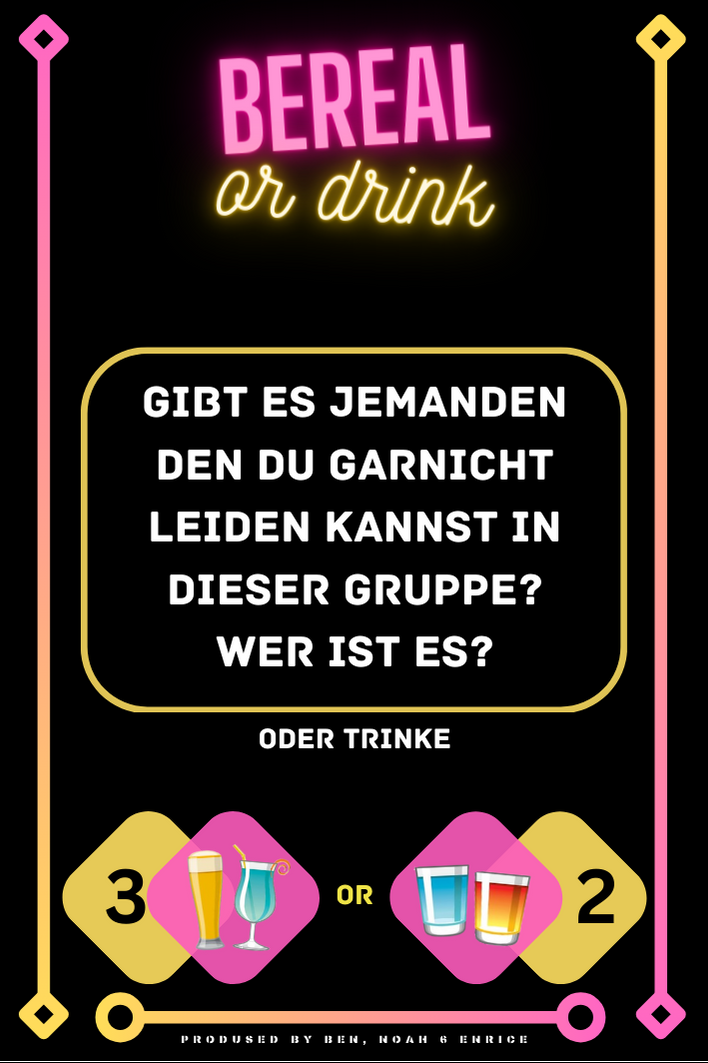 BEREAL
or drink
GIBT ES JEMANDEN
DEN DU GARNICHT
LEIDEN KANNST IN
DIESER GRUPPE?
WER IST ES?
ODER TRINKE
3 OR 2
PRODUSED BY BEN, NOAH & ENRICE